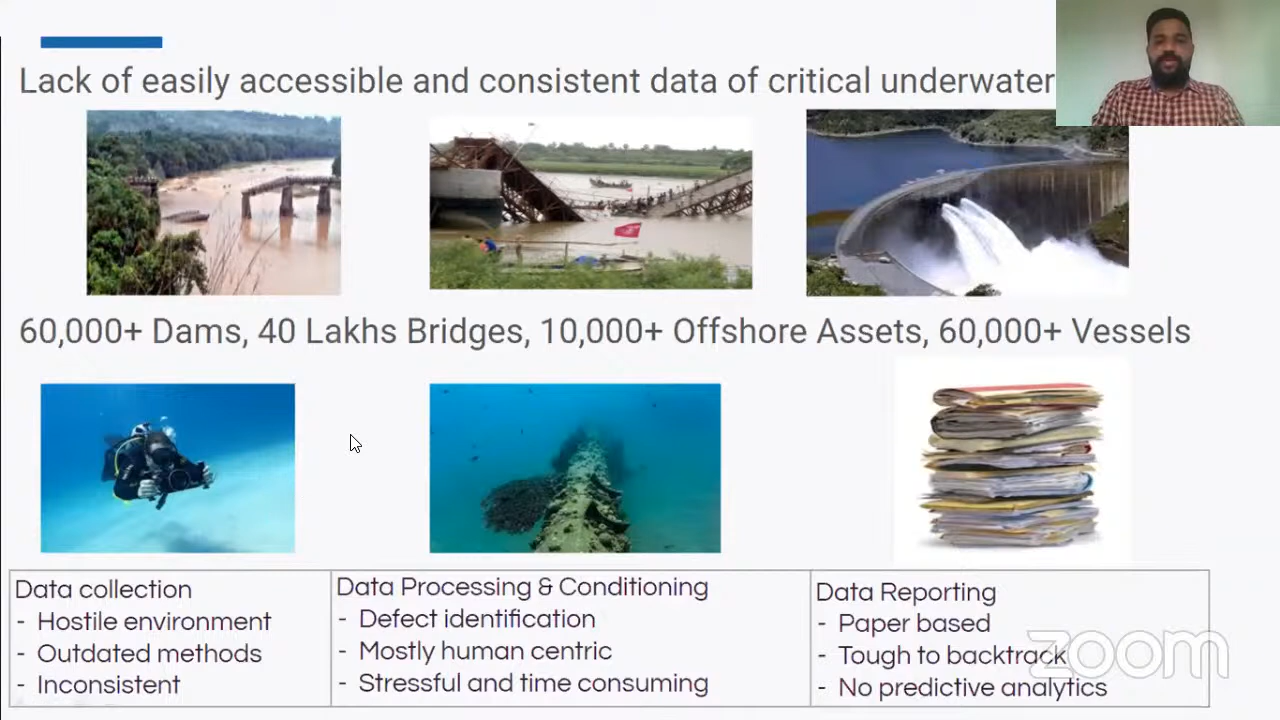 Lack of easily accessible and consistent data of critical underwater
60,000+ Dams, 40 Lakhs Bridges, 10,000+ Offshore Assets, 60,000+ Vessels
Data collection
- Hostile environment
- Outdated methods
- Inconsistent
Data Processing & Conditioning
- Defect identification
- Mostly human centric
- Stressful and time consuming
Data Reporting
- Paper based
- Tough to backtrack
- No predictive analytics
zoom